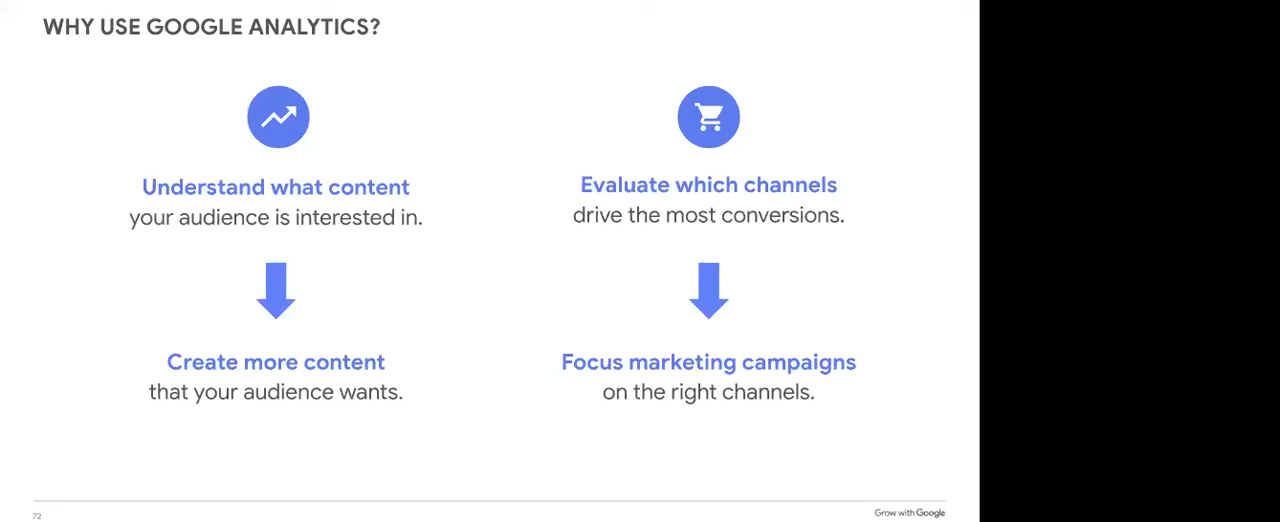 WHY USE GOOGLE ANALYTICS?
Understand what content
your audience is interested in.
Create more content
that your audience wants.
Evaluate which channels
drive the most conversions.
Focus marketing campaigns
on the right channels.
72
Grow with Google